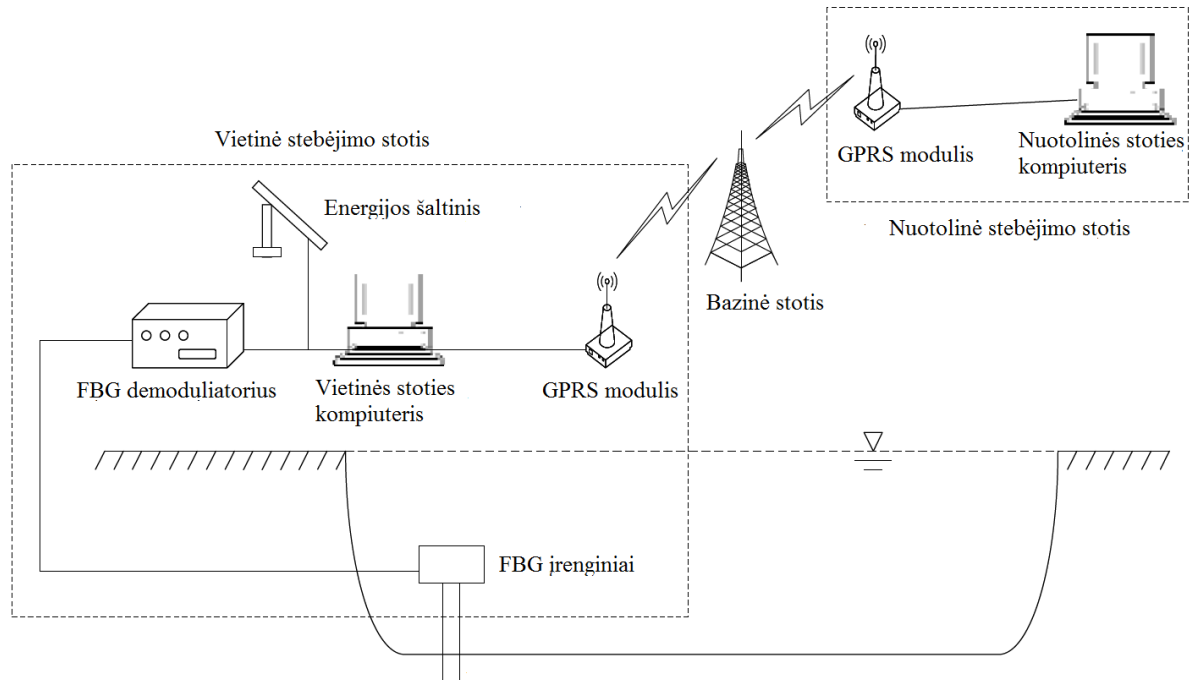 GPRS modulis
Nuotolinės stoties
kompiuteris
Nuotolinė stebėjimo stotis
Vietinė stebėjimo stotis
Energijos šaltinis
Bazinė stotis
FBG demoduliatorius
Vietinės stoties
kompiuteris
GPRS modulis
FBG įrenginiai